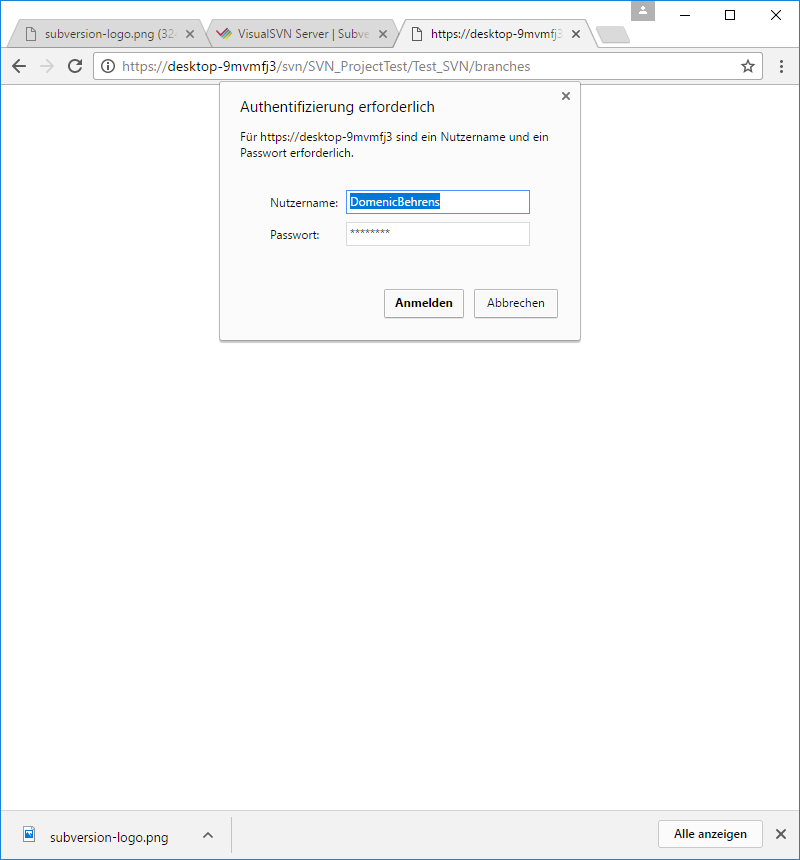 subversion-logo.png (324
VisualSVN Server | Subve
https://desktop-9mvmfj3
https://desktop-9mvmfj3/svn/SVN_ProjectTest/Test_SVN/branches
Authentifizierung erforderlich
Für https://desktop-9mvmfj3 sind ein Nutzername und ein
Passwort erforderlich.
Nutzername: DomenicBehrens
Passwort: ********
Anmelden Abbrechen
subversion-logo.png
Alle anzeigen